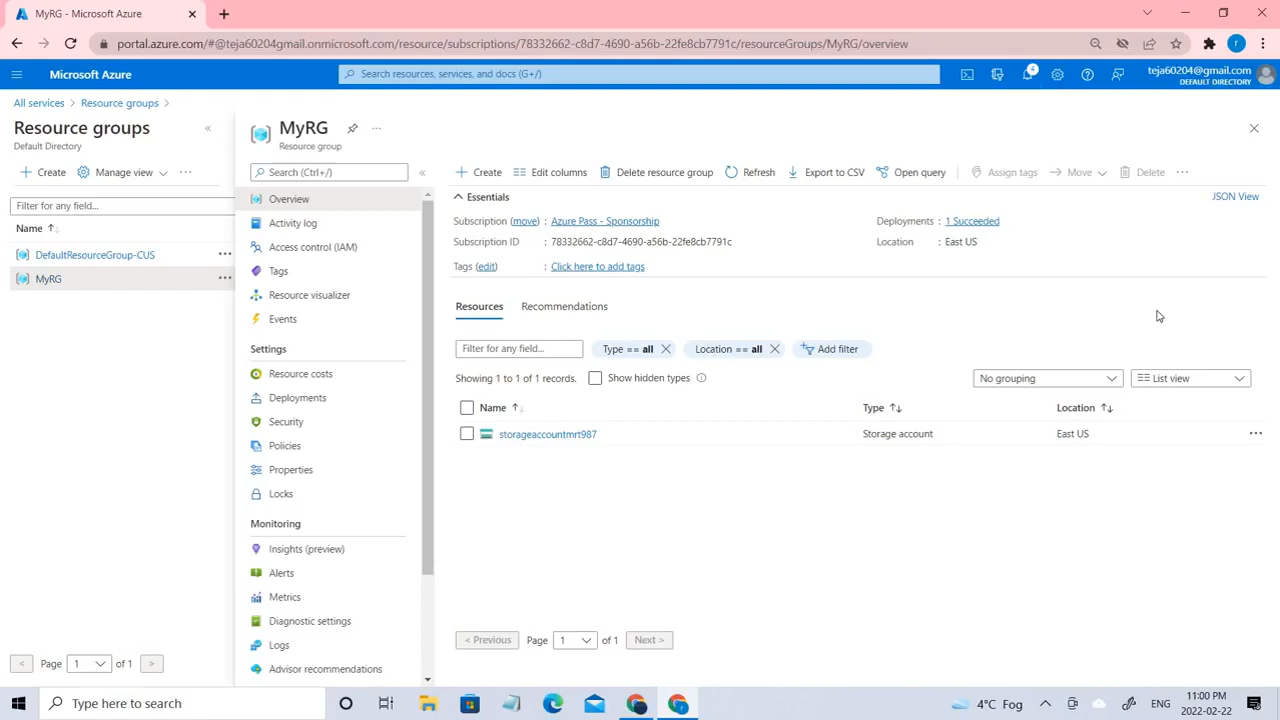 MyRG - Microsoft Azure
portal.azure.com/#@teja60204gmail.onmicrosoft.com/resource/subscriptions/78332662-c8d7-4690-a56b-22fe8cb7791c/resourceGroups/MyRG/overview
r
Microsoft Azure
Search resources, services, and docs (G+/)
4
teja60204@gmail.com
DEFAULT DIRECTORY
All services > Resource groups >
Resource groups
Default Directory
+ Create Manage view ...
Filter for any field...
Name ↑↓
DefaultResourceGroup-CUS ...
MyRG ...
< Page 1 of 1 >
MyRG ...
Resource group
Search (Ctrl+/)
Overview
Activity log
Access control (IAM)
Tags
Resource visualizer
Events
Settings
Resource costs
Deployments
Security
Policies
Properties
Locks
Monitoring
Insights (preview)
Alerts
Metrics
Diagnostic settings
Logs
Advisor recommendations
+ Create Edit columns Delete resource group Refresh Export to CSV Open query Assign tags Move Delete ...
Essentials
JSON View
Subscription (move) : Azure Pass - Sponsorship
Deployments : 1 Succeeded
Subscription ID : 78332662-c8d7-4690-a56b-22fe8cb7791c
Location : East US
Tags (edit) : Click here to add tags
Resources Recommendations
Filter for any field... Type == all Location == all Add filter
Showing 1 to 1 of 1 records. Show hidden types
No grouping List view
Name ↑↓ Type ↑↓ Location ↑↓
storageaccountmrt987 Storage account East US ...
< Previous Page 1 of 1 Next >
Type here to search
4°C Fog
ENG
11:00 PM
2022-02-22